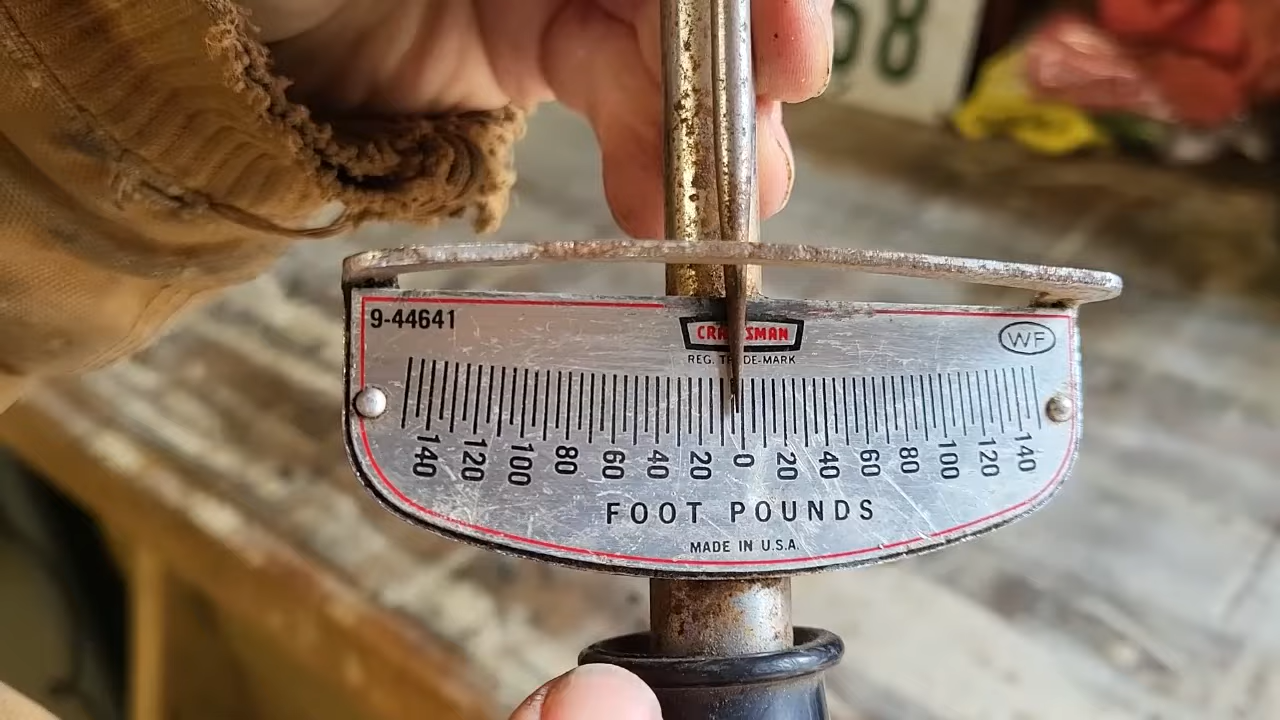 58
9-44641
CRAFTSMAN
WF
REG. TRADE-MARK
140 120 100 80 60 40 20 0 20 40 60 80 100 120 140
FOOT POUNDS
MADE IN U.S.A.